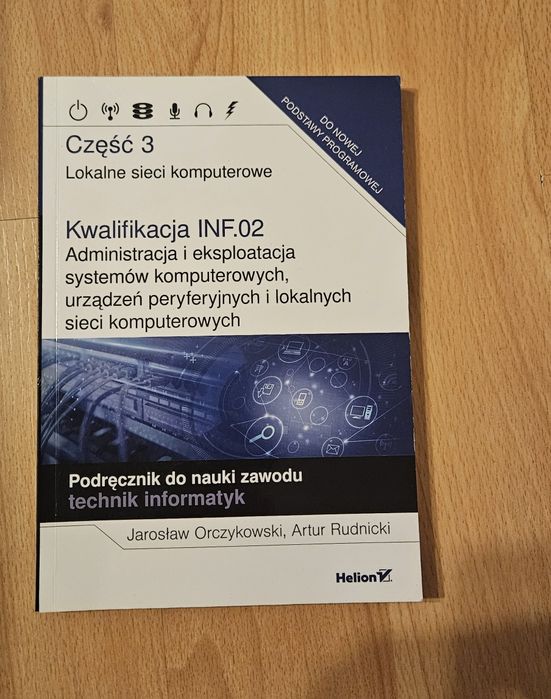 DO NOWEJ
PODSTAWY PROGRAMOWEJ
Część 3
Lokalne sieci komputerowe
Kwalifikacja INF.02
Administracja i eksploatacja
systemów komputerowych,
urządzeń peryferyjnych i lokalnych
sieci komputerowych
Podręcznik do nauki zawodu
technik informatyk
Jarosław Orczykowski, Artur Rudnicki
Helion